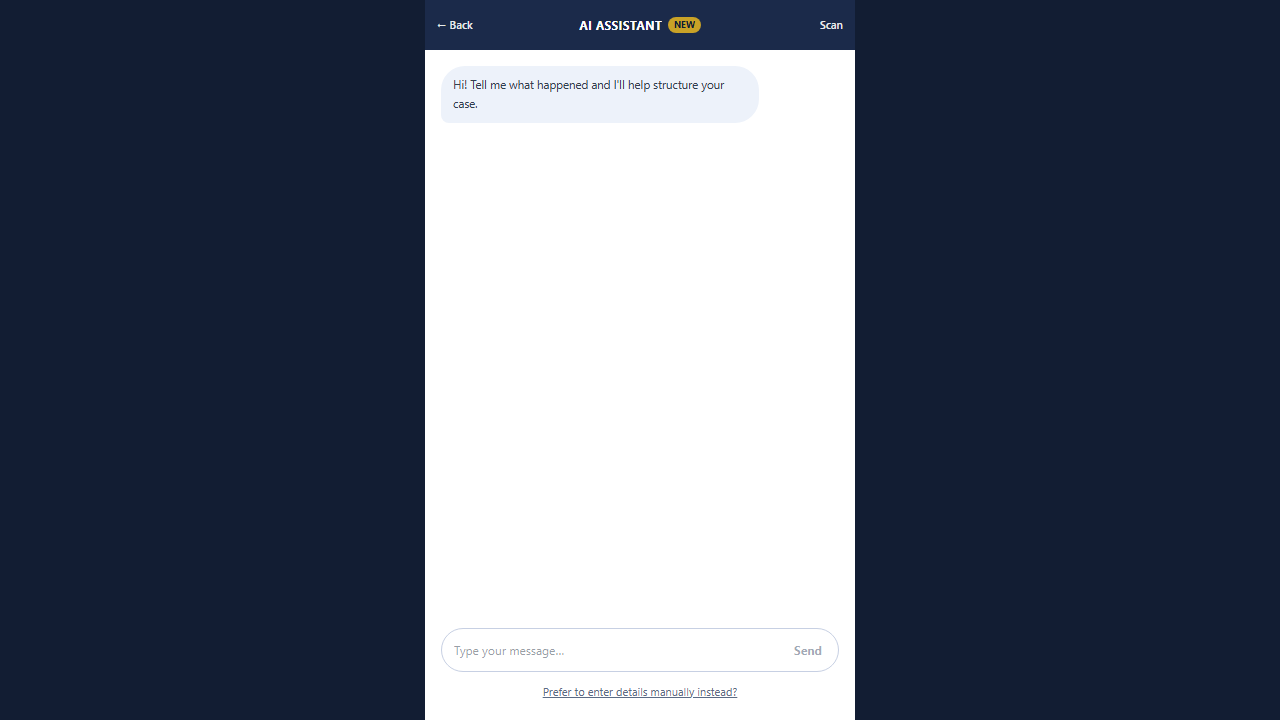 ← Back
AI ASSISTANT NEW
Scan
Hi! Tell me what happened and I'll help structure your
case.
Type your message...
Send
Prefer to enter details manually instead?